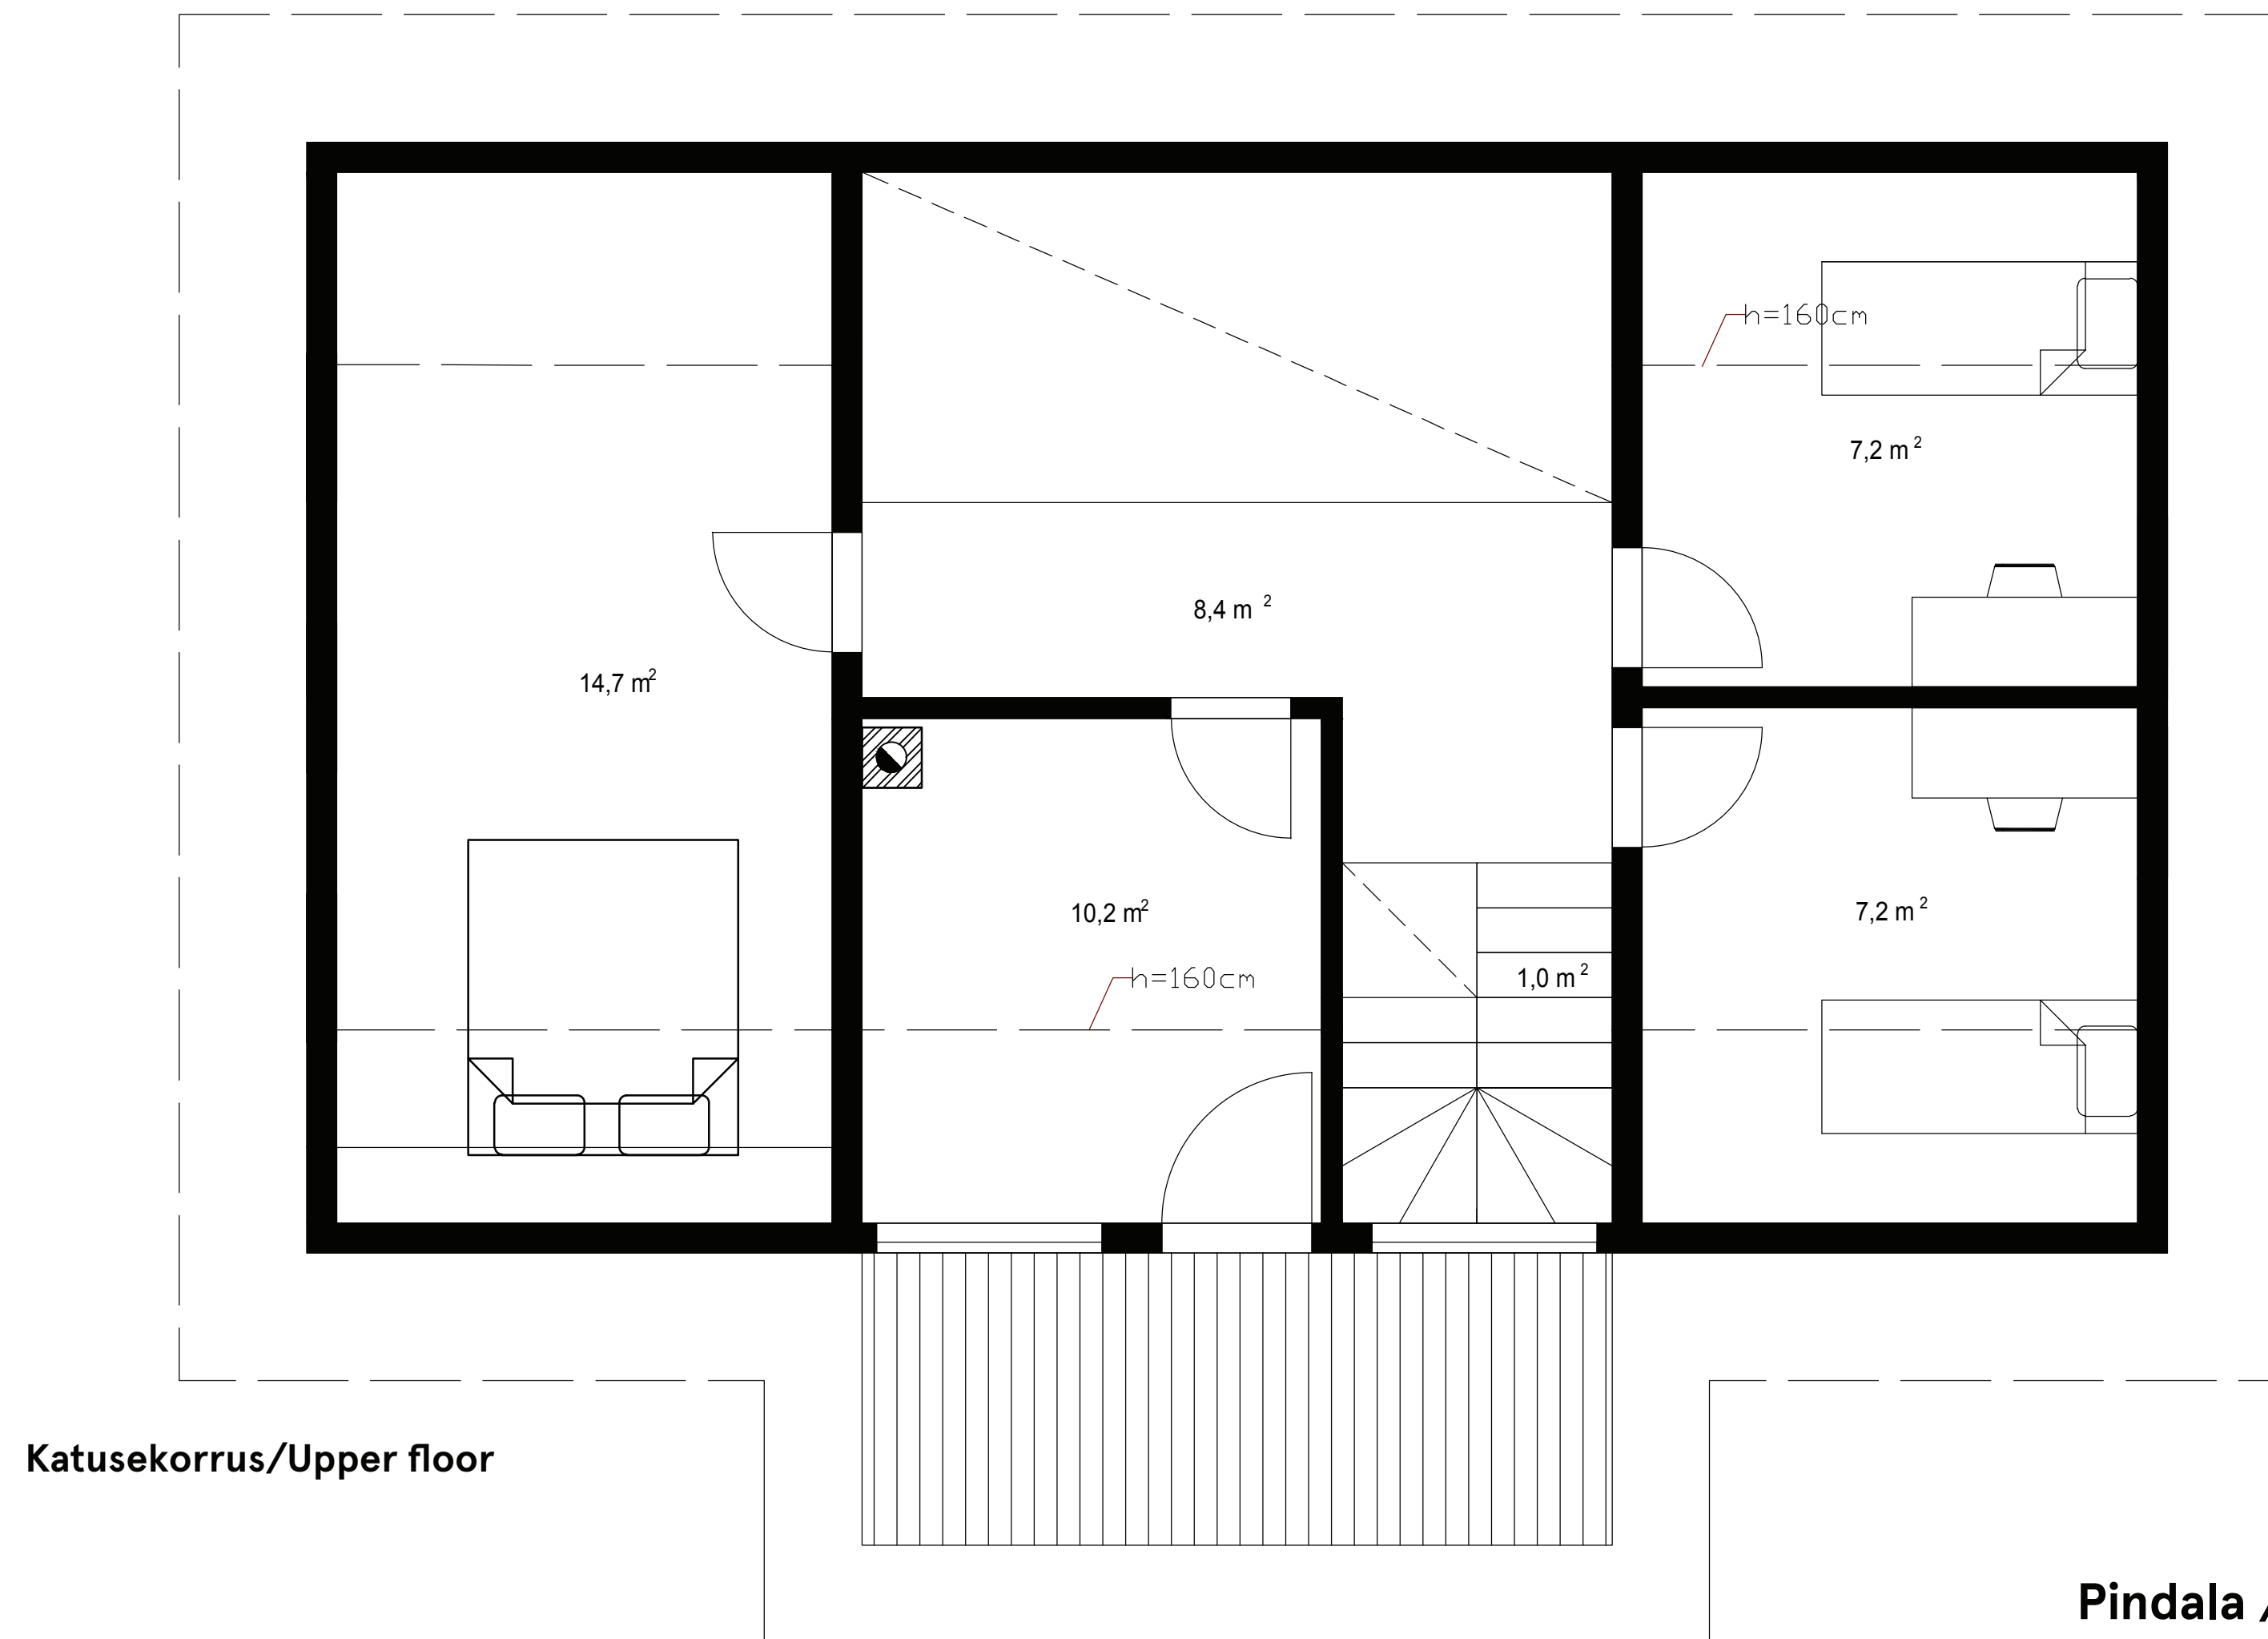 h=160cm
7,2 m²
8,4 m²
14,7 m²
10,2 m²
7,2 m²
h=160cm
1,0 m²
Katusekorrus/Upper floor
Pindala /